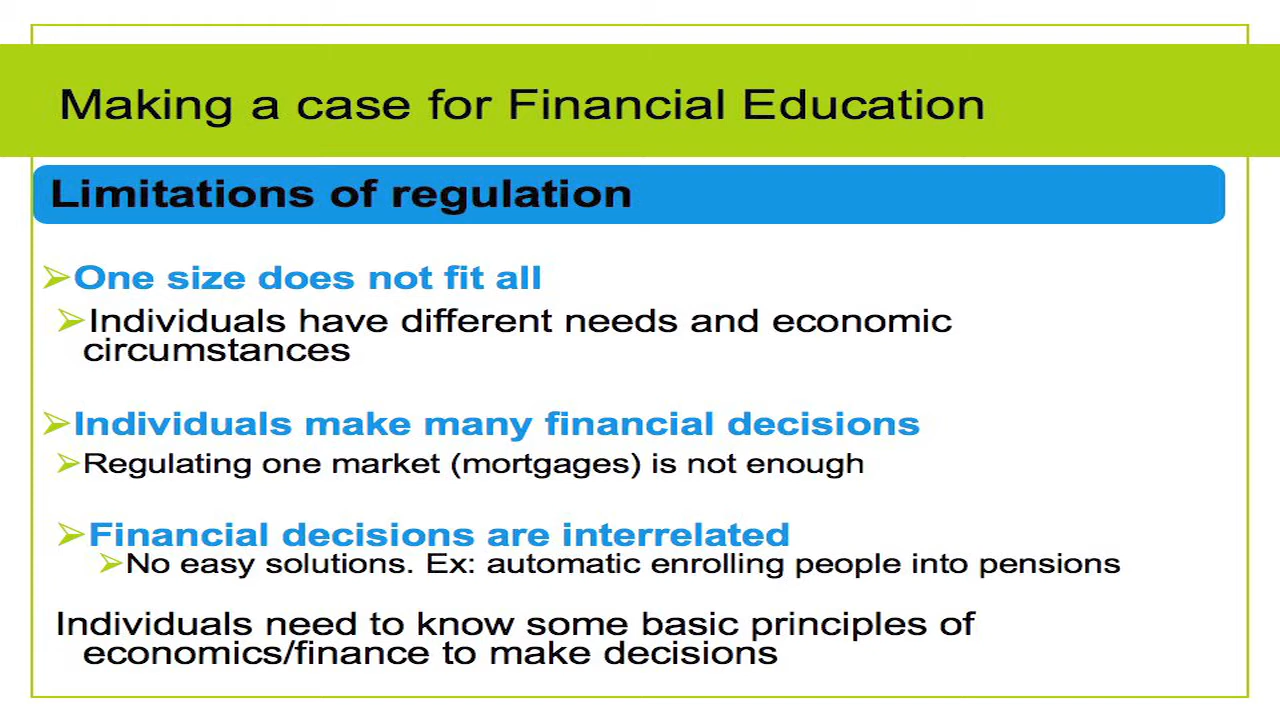 Making a case for Financial Education
Limitations of regulation
➢One size does not fit all
➢Individuals have different needs and economic
circumstances
➢Individuals make many financial decisions
➢Regulating one market (mortgages) is not enough
➢Financial decisions are interrelated
➢No easy solutions. Ex: automatic enrolling people into pensions
Individuals need to know some basic principles of
economics/finance to make decisions